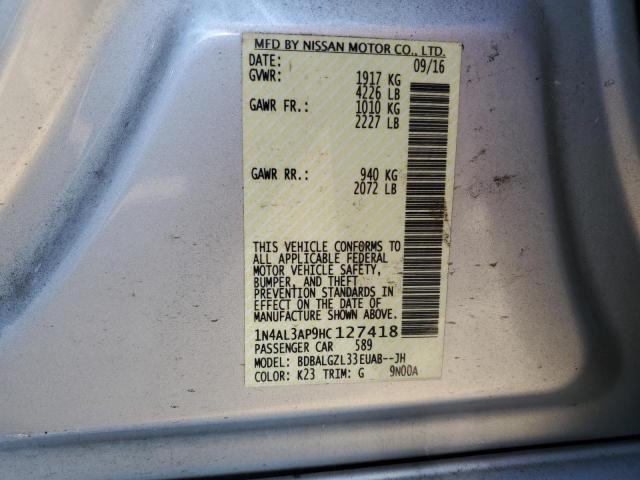 MFD BY NISSAN MOTOR CO., LTD.
DATE: 09/16
GVWR: 1917 KG
4226 LB
GAWR FR.: 1010 KG
2227 LB
GAWR RR.: 940 KG
2072 LB
THIS VEHICLE CONFORMS TO
ALL APPLICABLE FEDERAL
MOTOR VEHICLE SAFETY,
BUMPER, AND THEFT
PREVENTION STANDARDS IN
EFFECT ON THE DATE OF
MANUFACTURE SHOWN ABOVE.
1N4AL3AP9HC127418
PASSENGER CAR 589
MODEL: BDBALGZL33EUAB--JH
COLOR: K23 TRIM: G 9N00A